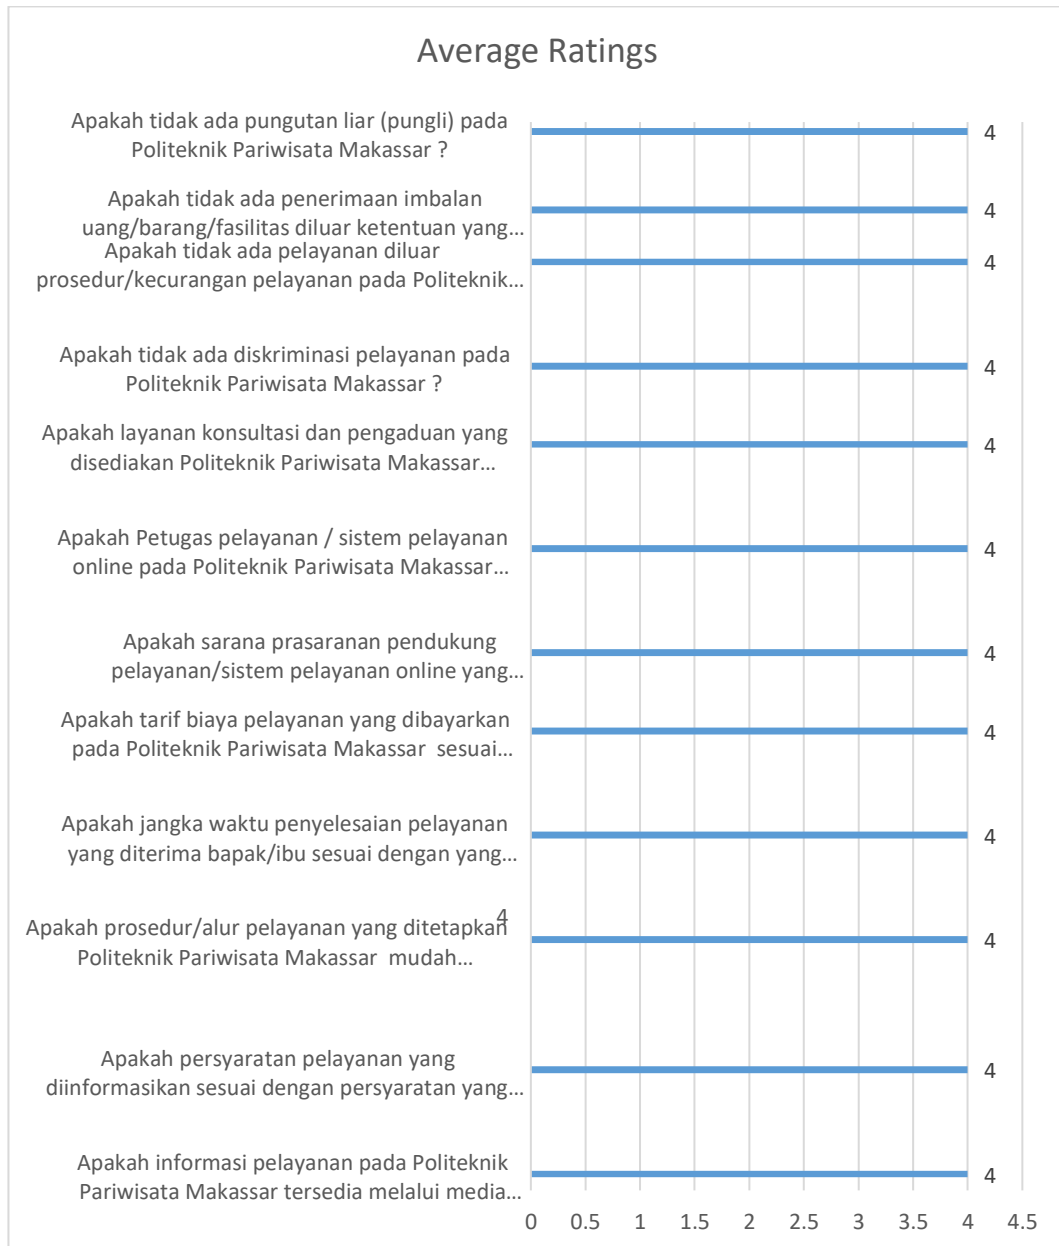 Average Ratings
Apakah tidak ada pungutan liar (pungli) pada
Politeknik Pariwisata Makassar ?
4
Apakah tidak ada penerimaan imbalan
uang/barang/fasilitas diluar ketentuan yang...
4
Apakah tidak ada pelayanan diluar
prosedur/kecurangan pelayanan pada Politeknik...
4
Apakah tidak ada diskriminasi pelayanan pada
Politeknik Pariwisata Makassar ?
4
Apakah layanan konsultasi dan pengaduan yang
disediakan Politeknik Pariwisata Makassar...
4
Apakah Petugas pelayanan / sistem pelayanan
online pada Politeknik Pariwisata Makassar...
4
Apakah sarana prasaranan pendukung
pelayanan/sistem pelayanan online yang...
4
Apakah tarif biaya pelayanan yang dibayarkan
pada Politeknik Pariwisata Makassar  sesuai...
4
Apakah jangka waktu penyelesaian pelayanan
yang diterima bapak/ibu sesuai dengan yang...
4
4
Apakah prosedur/alur pelayanan yang ditetapkan
Politeknik Pariwisata Makassar  mudah...
4
Apakah persyaratan pelayanan yang
diinformasikan sesuai dengan persyaratan yang...
4
Apakah informasi pelayanan pada Politeknik
Pariwisata Makassar tersedia melalui media...
4
0 0.5 1 1.5 2 2.5 3 3.5 4 4.5